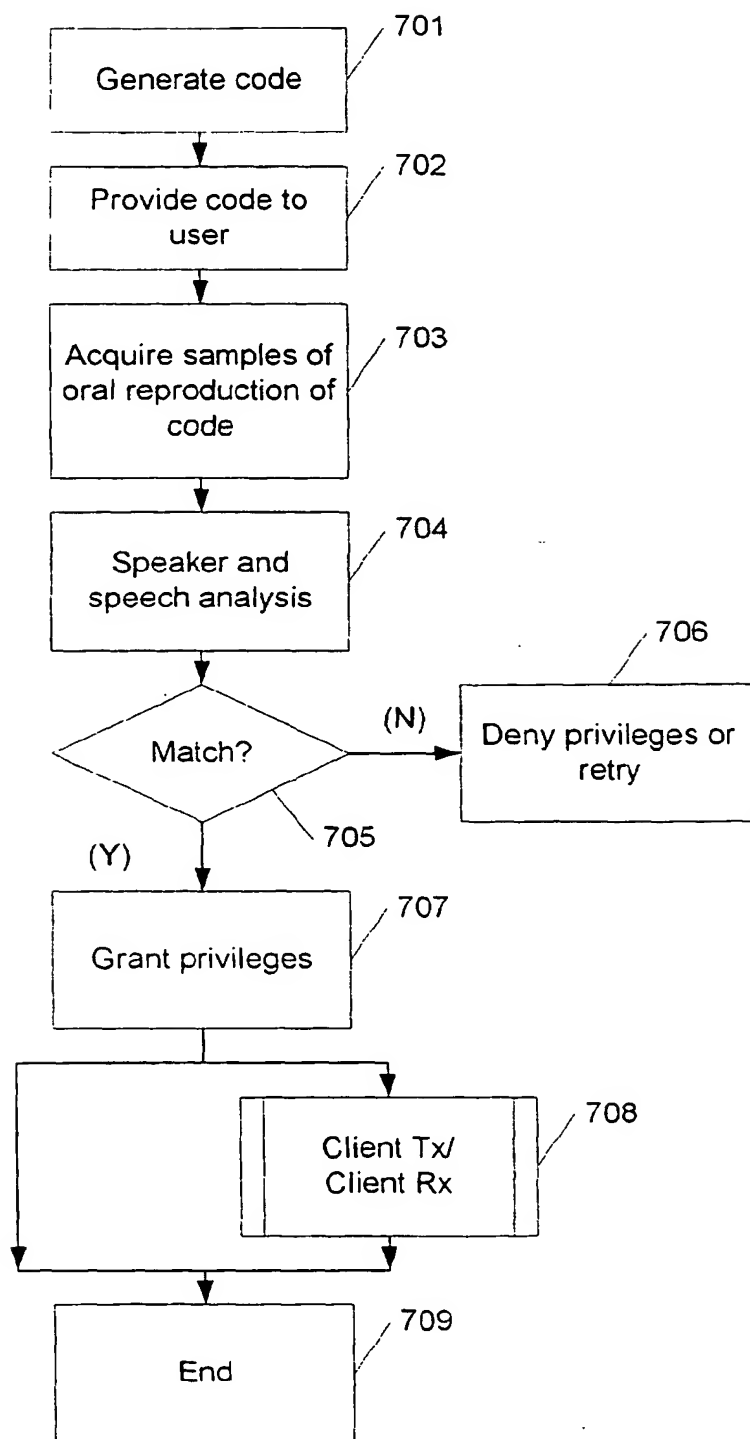 701
Generate code
702
Provide code to
user
703
Acquire samples of
oral reproduction of
code
704
Speaker and
speech analysis
706
(N)
Deny privileges or
retry
Match?
705
(Y)
707
Grant privileges
708
Client Tx/
Client Rx
709
End